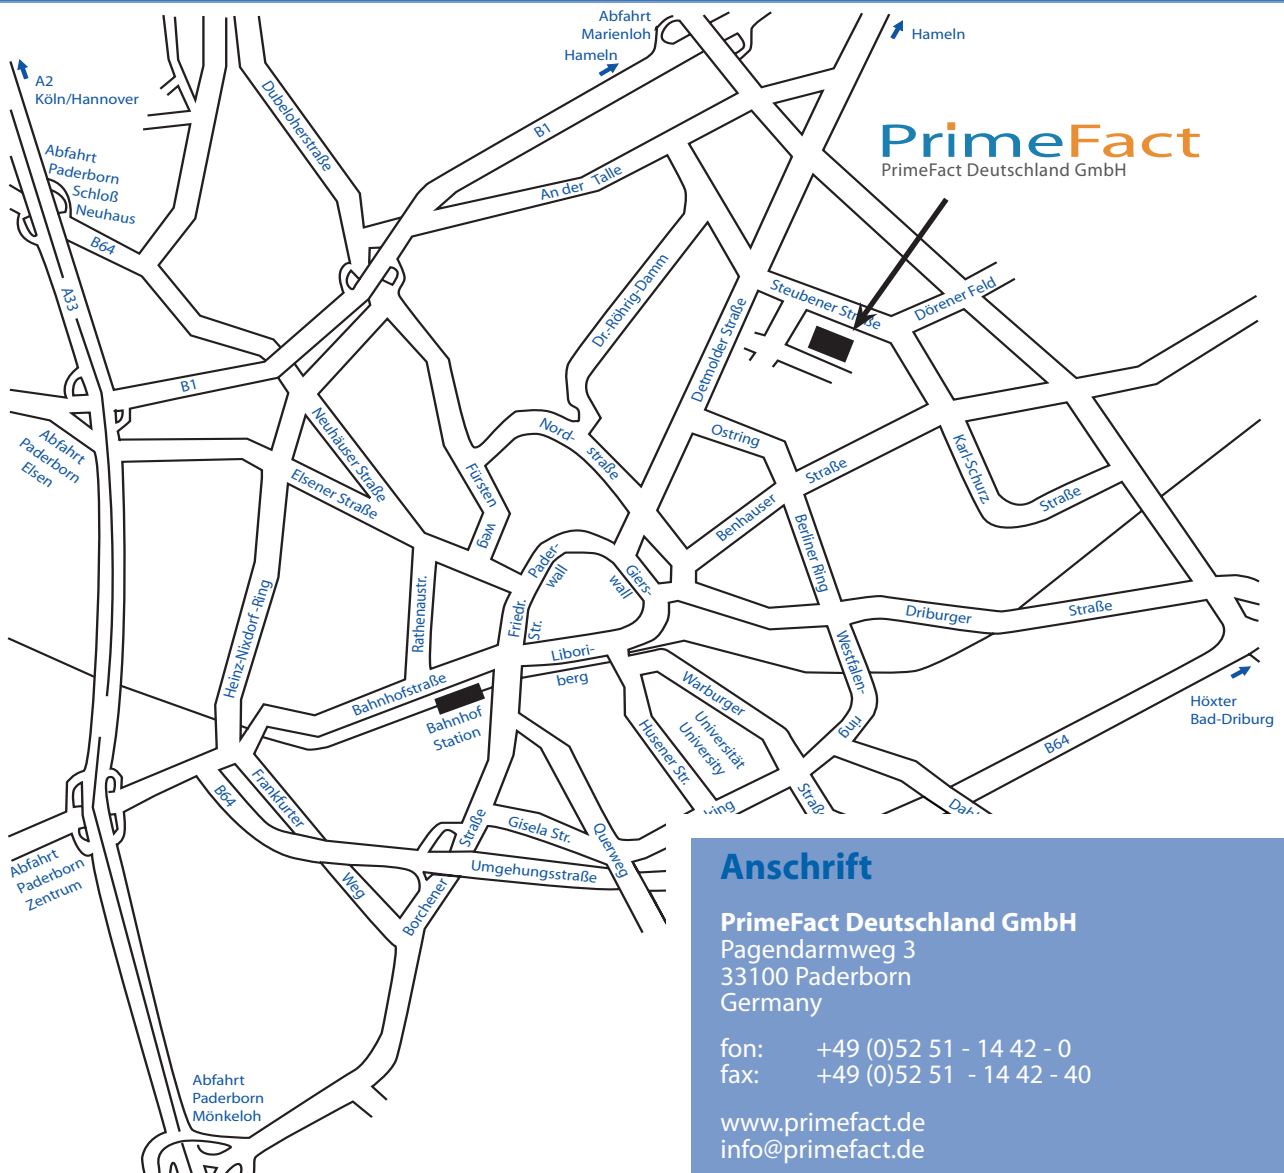 Abfahrt
Marienloh
Hameln
Hameln
A2
Köln/Hannover
Dubeloherstraße
B1
PrimeFact
PrimeFact Deutschland GmbH
Abfahrt
Paderborn
Schloß
Neuhaus
B64
An der Talle
A33
Dr.-Röhrig-Damm
Steubener Straße
Dörener Feld
Detmolder Straße
B1
Neuhäuser Straße
Nord-
straße
Ostring
Abfahrt
Paderborn
Elsen
Elsener Straße
Fürsten
weg
Benhauser
Straße
Karl-Schurz
Straße
Berliner Ring
Pader-
wall
Giers-
wall
Rathenaustr.
Friedr.
Str.
Heinz-Nixdorf-Ring
Driburger
Straße
Libori-
berg
Westfalen-
ring
Bahnhofstraße
Bahnhof
Station
Warburger
Universität
University
Husener Str.
Höxter
Bad-Driburg
B64
B64
Frankfurter
Weg
Straße
Gisela Str.
Querweg
lring
Straß
Dahl
Abfahrt
Paderborn
Zentrum
Umgehungsstraße
Borchener
Abfahrt
Paderborn
Mönkeloh
Anschrift
PrimeFact Deutschland GmbH
Pagendarmweg 3
33100 Paderborn
Germany
fon: +49 (0)52 51 - 14 42 - 0
fax: +49 (0)52 51 - 14 42 - 40
www.primefact.de
info@primefact.de